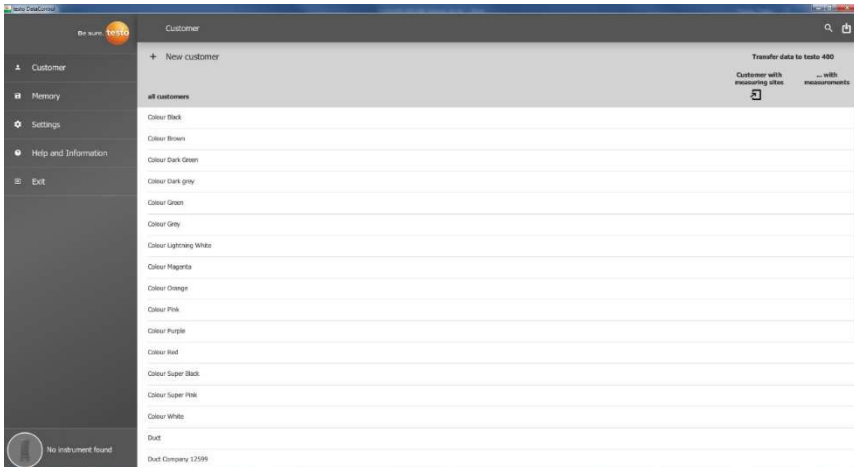 testo DataControl
Be sure. testo
Customer
Customer
Memory
Settings
Help and Information
Exit
No instrument found
+ New customer
Transfer data to testo 400
Customer with measuring sites
... with measurements
all customers
Colour Black
Colour Brown
Colour Dark Green
Colour Dark grey
Colour Green
Colour Grey
Colour Lightning White
Colour Magenta
Colour Orange
Colour Pink
Colour Purple
Colour Red
Colour Super Black
Colour Super Pink
Colour White
Duct
Duct Company 12599